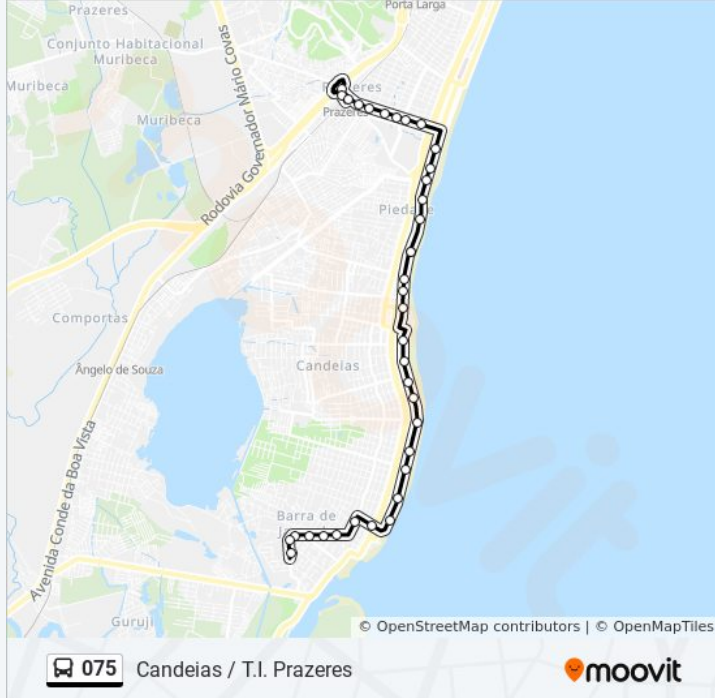 Prazeres
Porta Larga
Conjunto Habitacional
Muribeca
Rodovia Governador Mário Covas
Muribeca
Muribeca
Prazeres
Comportas
Ângelo de Souza
Candeias
Avenida Conde da Boa Vista
Barra de
Guruji
© OpenStreetMap contributors | © OpenMapTiles
075 Candeias / T.I. Prazeres
moovit